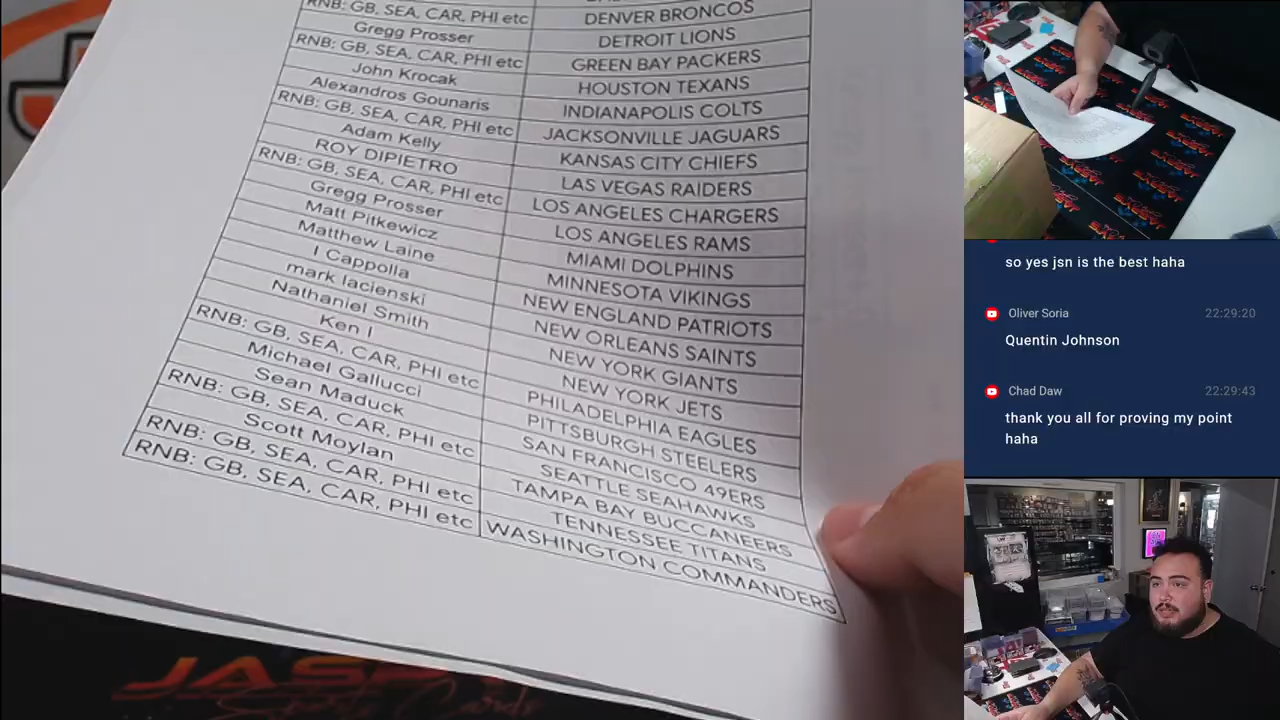 RNB: GB, SEA, CAR, PHI etc DENVER BRONCOS
Gregg Prosser DETROIT LIONS
RNB: GB, SEA, CAR, PHI etc GREEN BAY PACKERS
John Krocak HOUSTON TEXANS
Alexandros Gounaris INDIANAPOLIS COLTS
RNB: GB, SEA, CAR, PHI etc JACKSONVILLE JAGUARS
Adam Kelly KANSAS CITY CHIEFS
ROY DIPIETRO LAS VEGAS RAIDERS
RNB: GB, SEA, CAR, PHI etc LOS ANGELES CHARGERS
Gregg Prosser LOS ANGELES RAMS
Matt Pitkewicz MIAMI DOLPHINS
Matthew Laine MINNESOTA VIKINGS
I Cappolla NEW ENGLAND PATRIOTS
mark Iacienski NEW ORLEANS SAINTS
Nathaniel Smith NEW YORK GIANTS
Ken I NEW YORK JETS
RNB: GB, SEA, CAR, PHI etc PHILADELPHIA EAGLES
Michael Gallucci PITTSBURGH STEELERS
Sean Maduck SAN FRANCISCO 49ERS
RNB: GB, SEA, CAR, PHI etc SEATTLE SEAHAWKS
Scott Moylan TAMPA BAY BUCCANEERS
RNB: GB, SEA, CAR, PHI etc TENNESSEE TITANS
RNB: GB, SEA, CAR, PHI etc WASHINGTON COMMANDERS
so yes jsn is the best haha
Oliver Soria 22:29:20
Quentin Johnson
Chad Daw 22:29:43
thank you all for proving my point
haha